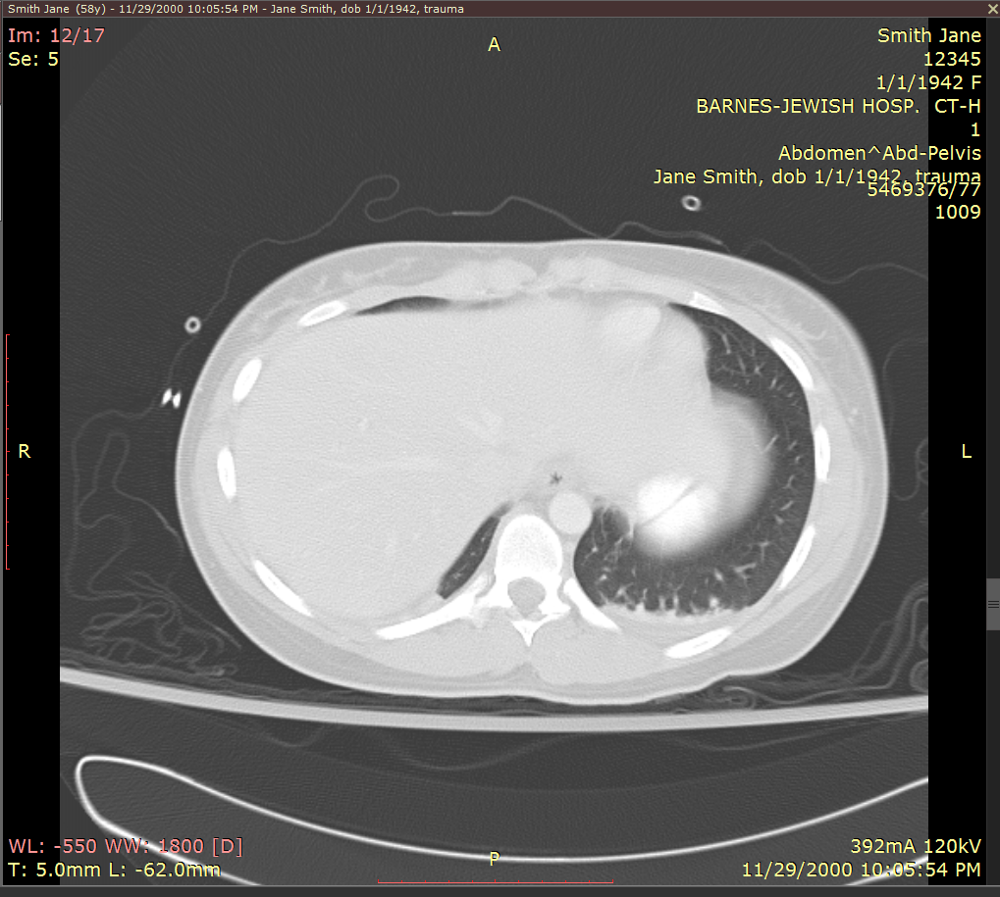 Smith Jane (58y) - 11/29/2000 10:05:54 PM - Jane Smith, dob 1/1/1942, trauma
Im: 12/17
Se: 5
A
Smith Jane
12345
1/1/1942 F
BARNES-JEWISH HOSP. CT-H
1
Abdomen^Abd-Pelvis
Jane Smith, dob 1/1/1942, trauma
5469376/77
1009
R
L
WL: -550 WW: 1800 [D]
T: 5.0mm L: -62.0mm
P
392mA 120kV
11/29/2000 10:05:54 PM